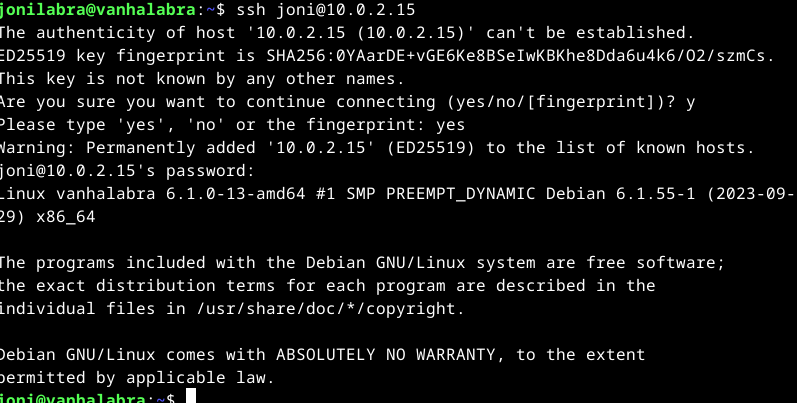 jonilabra@vanhalabra:~$ ssh joni@10.0.2.15
The authenticity of host '10.0.2.15 (10.0.2.15)' can't be established.
ED25519 key fingerprint is SHA256:0YAarDE+vGE6Ke8BSeIwKBKhe8Dda6u4k6/O2/szmCs.
This key is not known by any other names.
Are you sure you want to continue connecting (yes/no/[fingerprint])? y
Please type 'yes', 'no' or the fingerprint: yes
Warning: Permanently added '10.0.2.15' (ED25519) to the list of known hosts.
joni@10.0.2.15's password:
Linux vanhalabra 6.1.0-13-amd64 #1 SMP PREEMPT_DYNAMIC Debian 6.1.55-1 (2023-09-
29) x86_64
The programs included with the Debian GNU/Linux system are free software;
the exact distribution terms for each program are described in the
individual files in /usr/share/doc/*/copyright.
Debian GNU/Linux comes with ABSOLUTELY NO WARRANTY, to the extent
permitted by applicable law.
joni@vanhalabra:~$